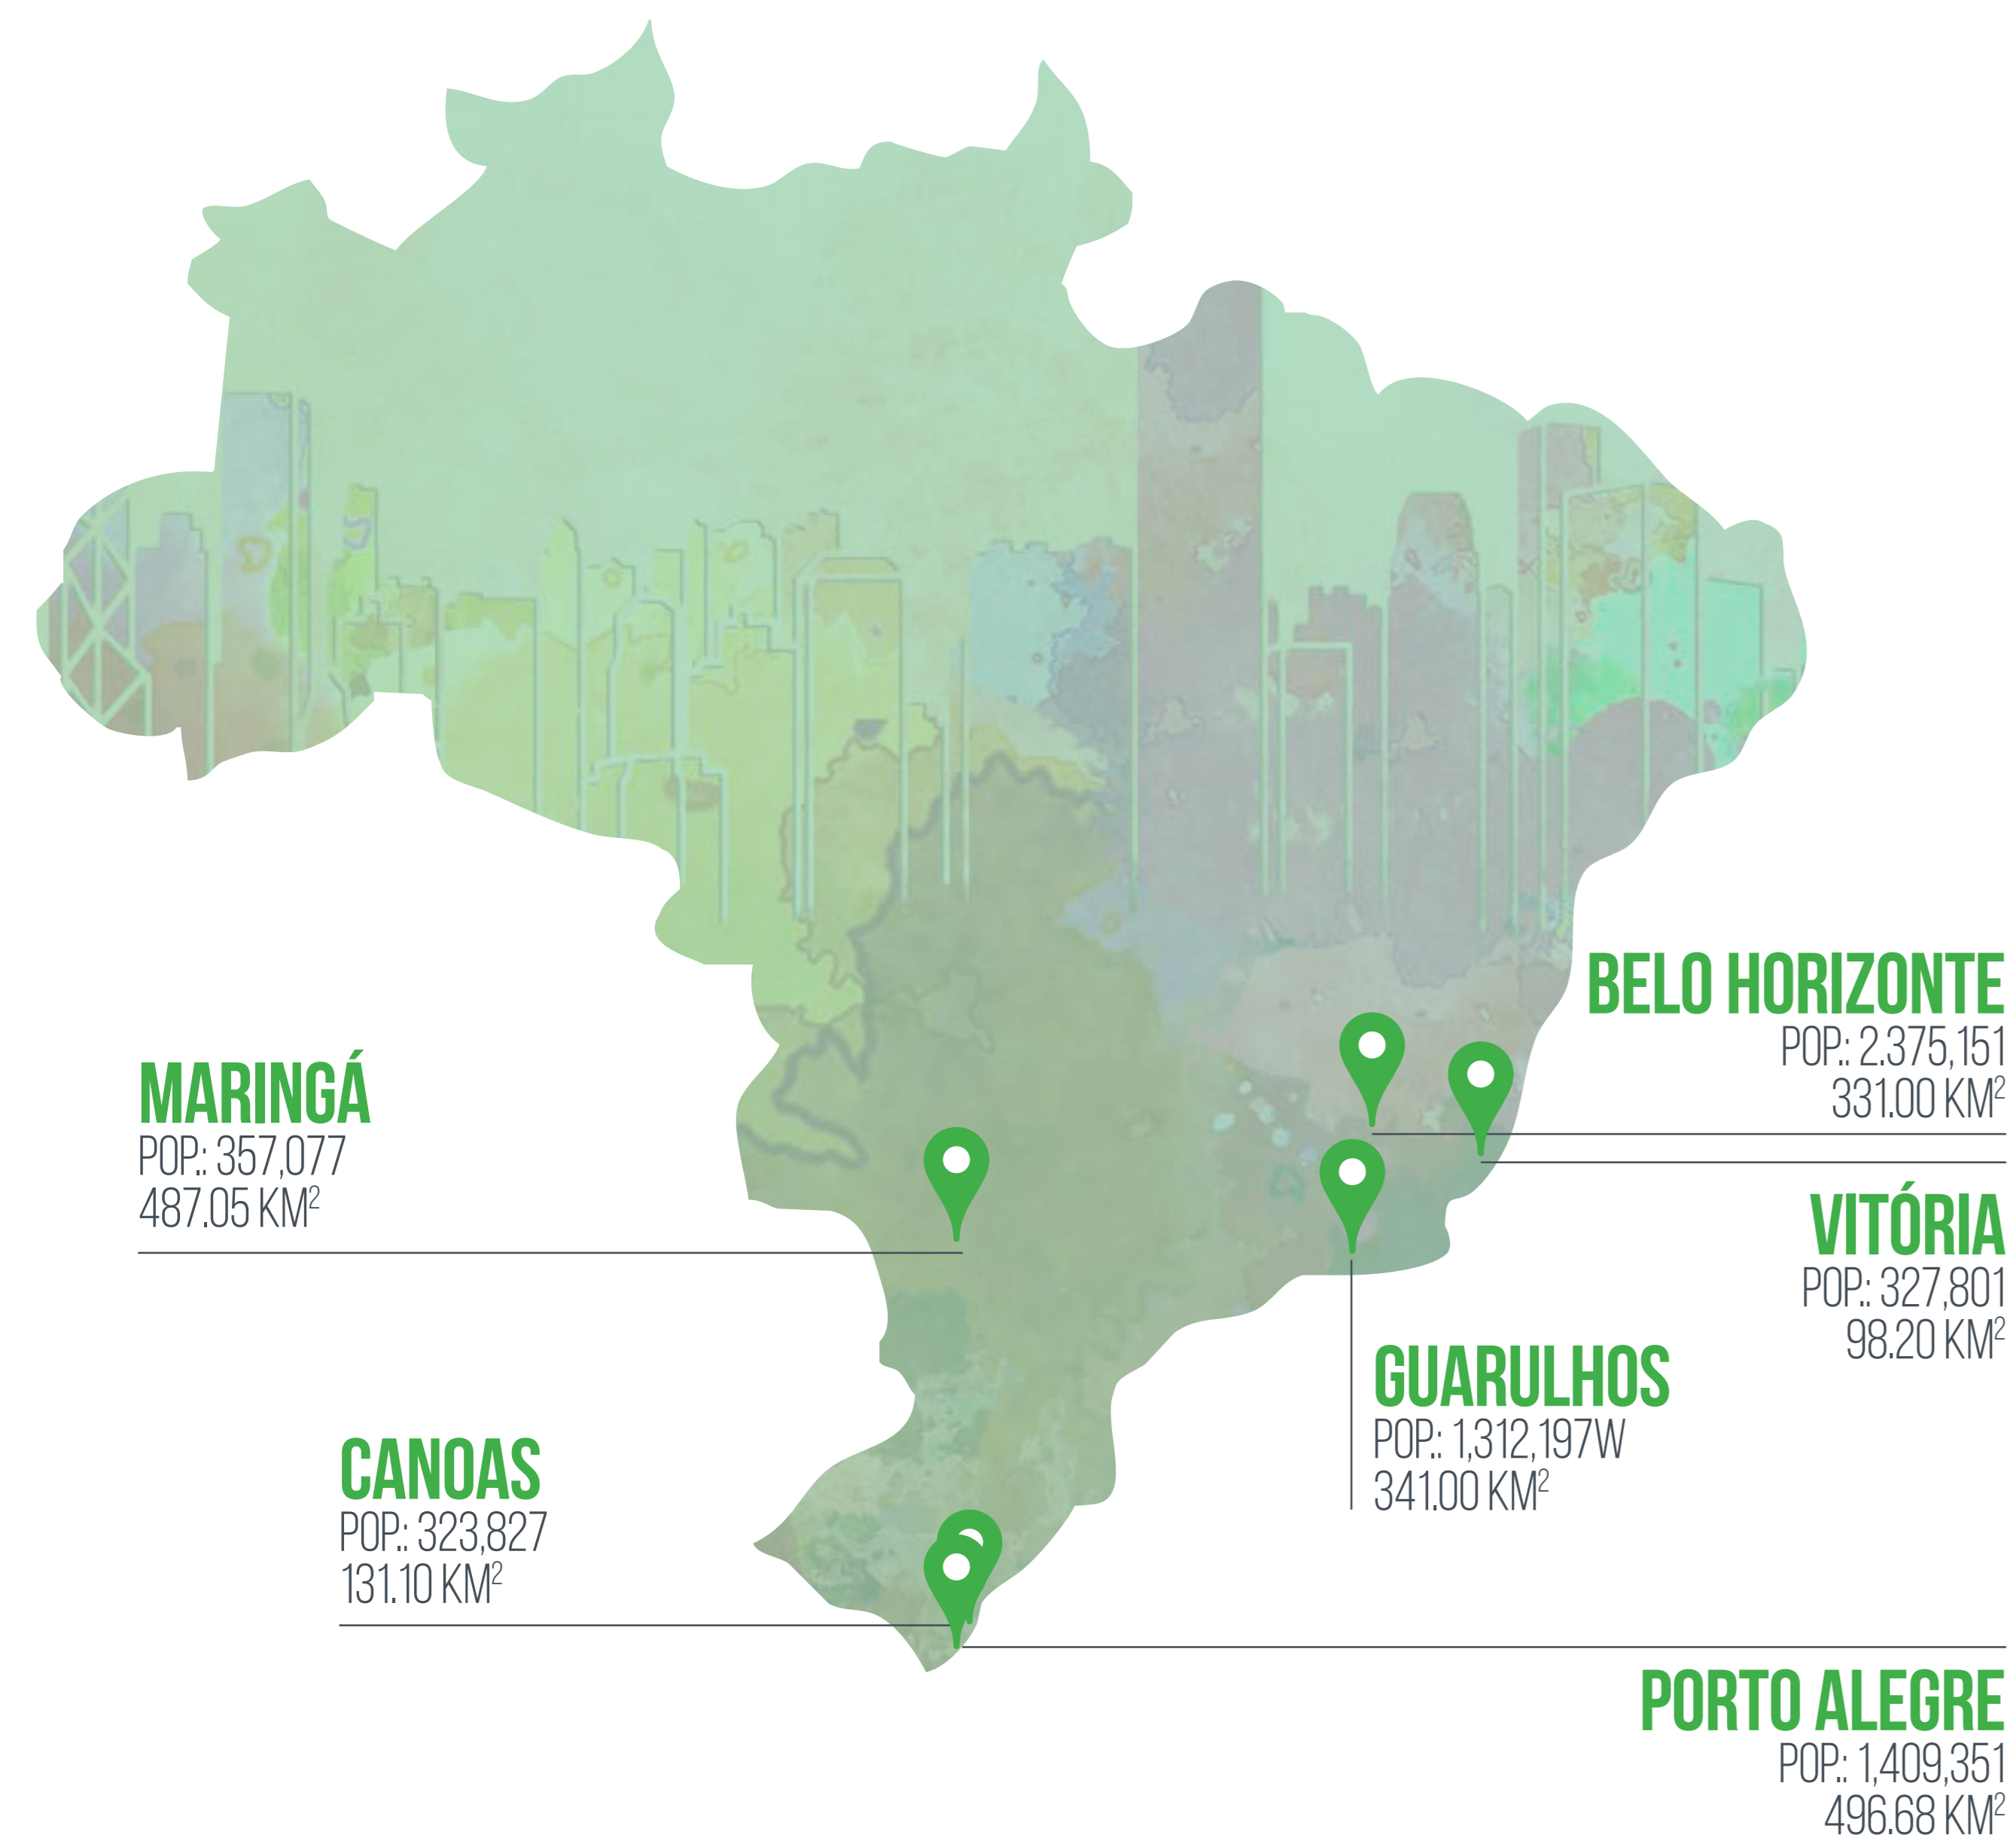 BELO HORIZONTE
POP.: 2.375,151
331.00 KM²
MARINGÁ
POP.: 357,077
487.05 KM²
VITÓRIA
POP.: 327,801
98.20 KM²
GUARULHOS
POP.: 1,312,197W
341.00 KM²
CANOAS
POP.: 323,827
131.10 KM²
PORTO ALEGRE
POP.: 1,409,351
496.68 KM²